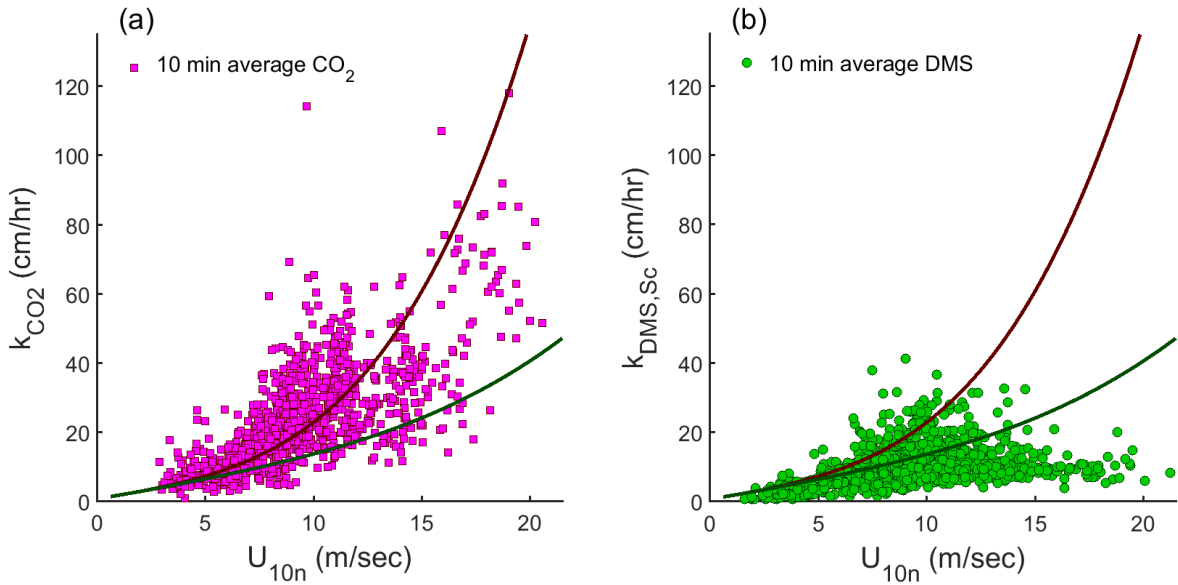 (a)
10 min average CO2
120
100
80
60
40
20
0
kCO2 (cm/hr)
0 5 10 15 20
U10n (m/sec)
(b)
10 min average DMS
120
100
80
60
40
20
0
kDMS,Sc (cm/hr)
0 5 10 15 20
U10n (m/sec)